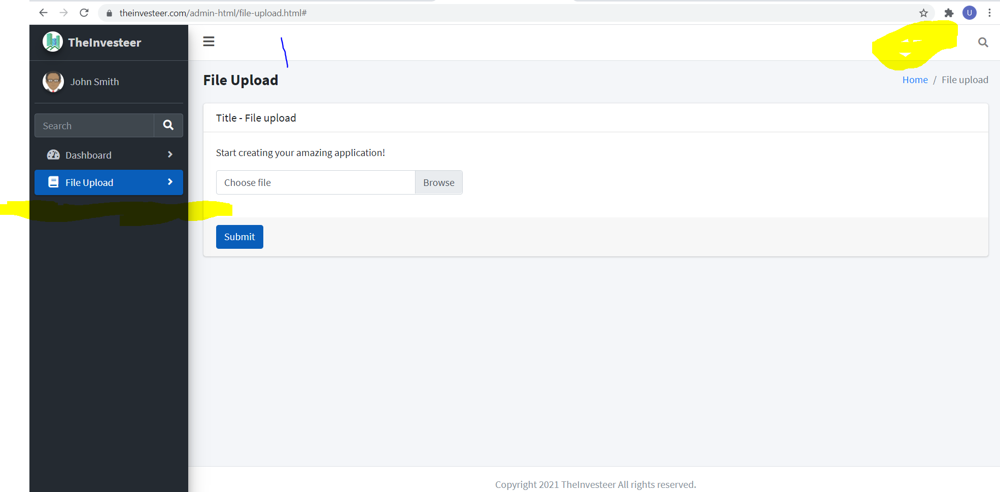 theinvesteer.com/admin-html/file-upload.html#
U
TheInvesteer
John Smith
Search
Dashboard
File Upload
File Upload
Home / File upload
Title - File upload
Start creating your amazing application!
Choose file
Browse
Submit
Copyright 2021 TheInvesteer All rights reserved.